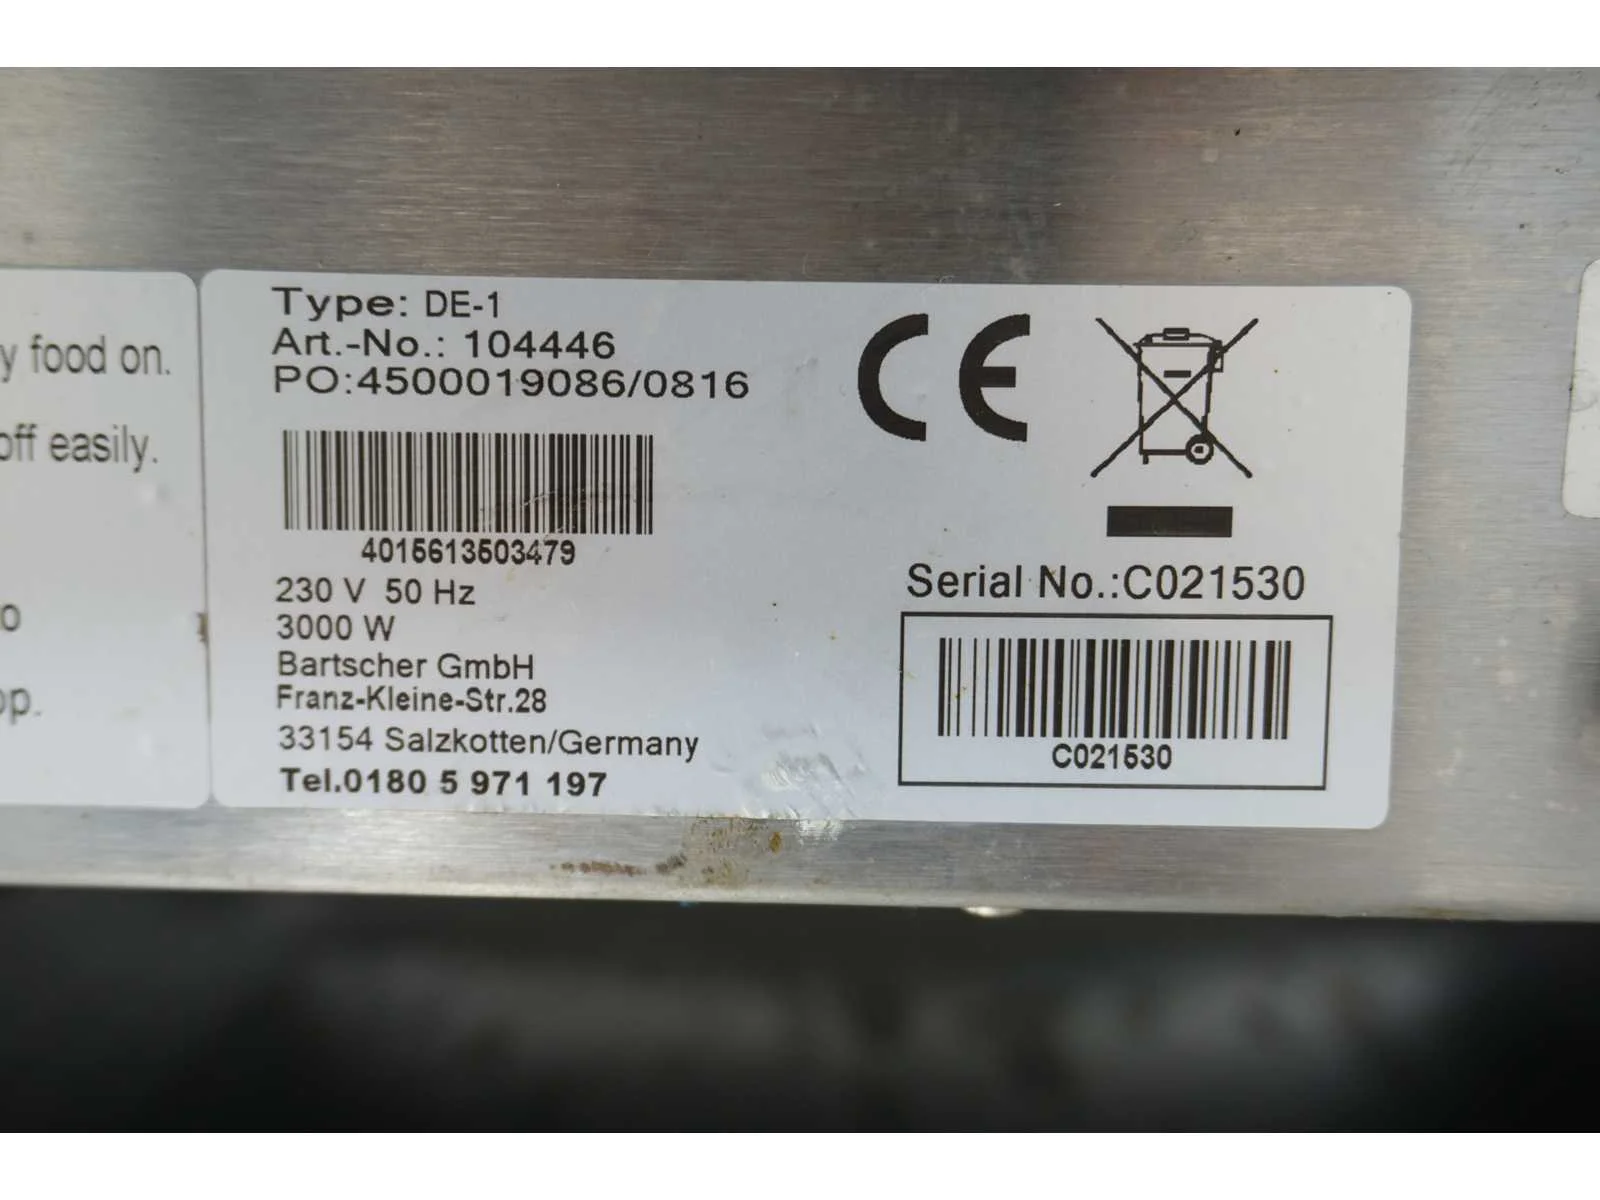 y food on.
off easily.
o
op.
Type: DE-1
Art.-No.: 104446
PO:4500019086/0816
4015613503479
230 V 50 Hz
3000 W
Bartscher GmbH
Franz-Kleine-Str.28
33154 Salzkotten/Germany
Tel.0180 5 971 197
CE
Serial No.:C021530
C021530